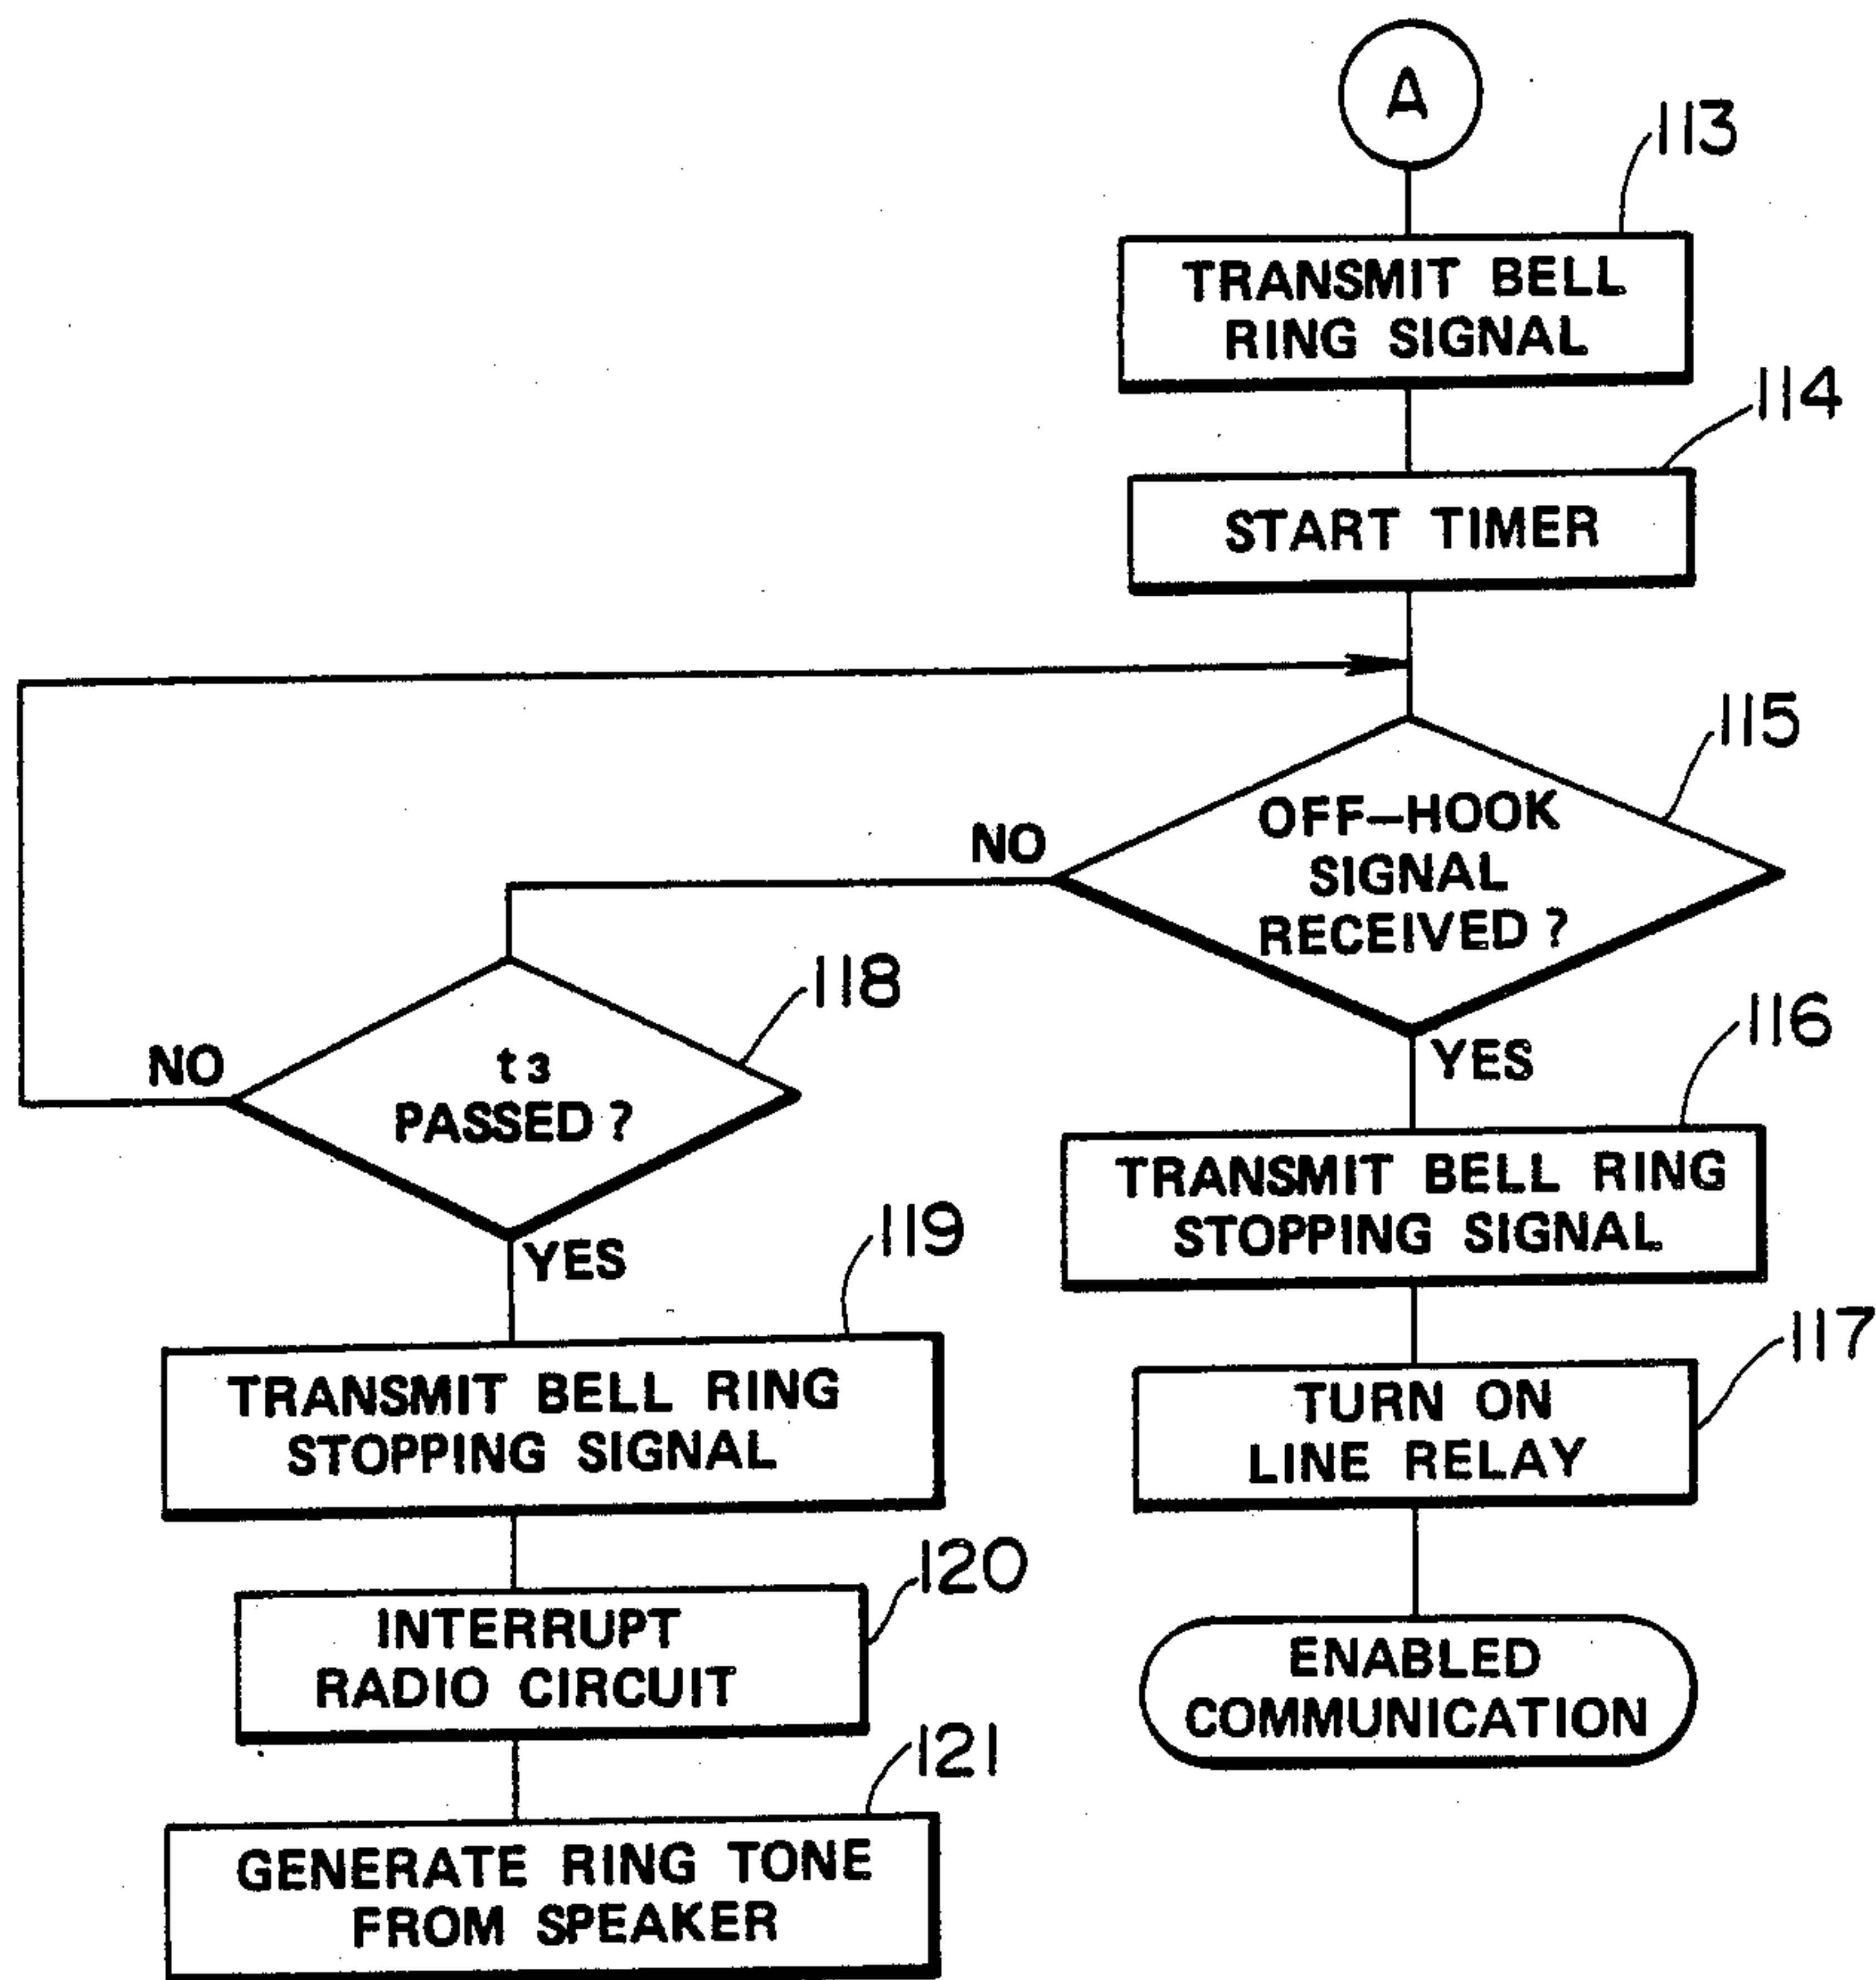 A
113
TRANSMIT BELL
RING SIGNAL
114
START TIMER
115
OFF-HOOK
SIGNAL
RECEIVED ?
NO
YES
118
t3
PASSED ?
NO
YES
116
TRANSMIT BELL RING
STOPPING SIGNAL
119
TRANSMIT BELL RING
STOPPING SIGNAL
117
TURN ON
LINE RELAY
120
INTERRUPT
RADIO CIRCUIT
ENABLED
COMMUNICATION
121
GENERATE RING TONE
FROM SPEAKER